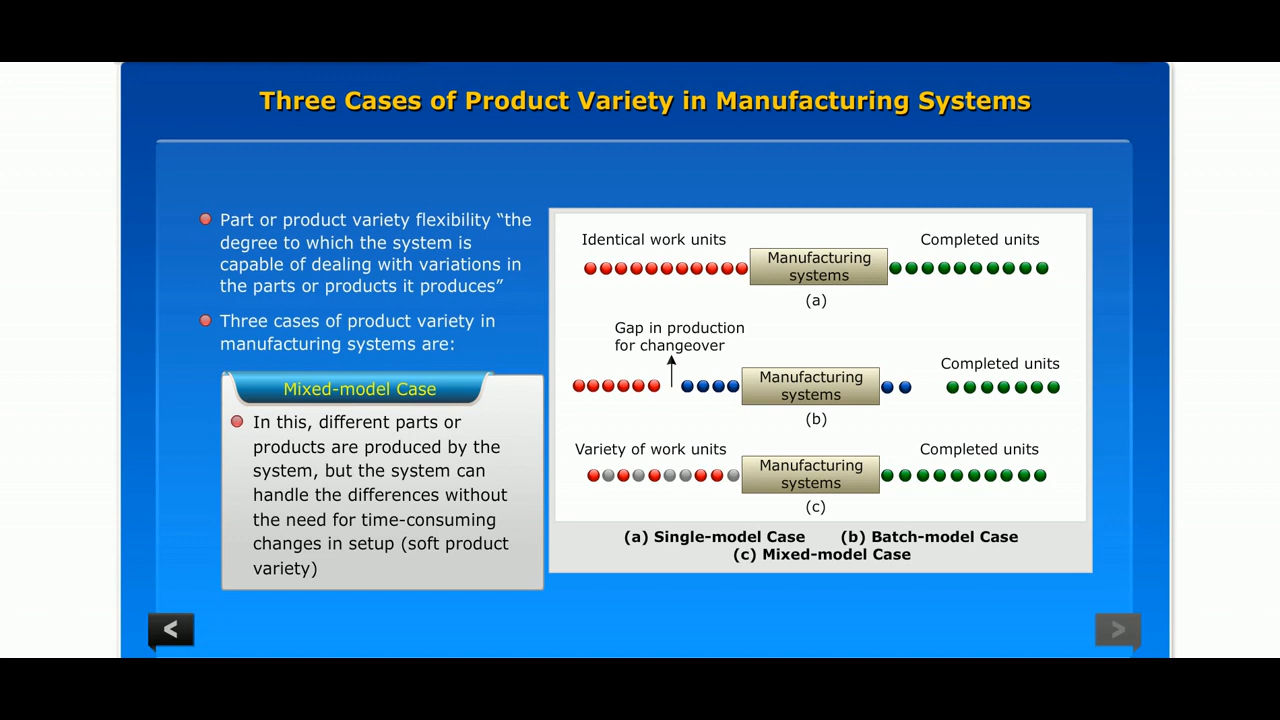 Three Cases of Product Variety in Manufacturing Systems
Part or product variety flexibility “the
degree to which the system is
capable of dealing with variations in
the parts or products it produces”
Three cases of product variety in
manufacturing systems are:
Mixed-model Case
In this, different parts or
products are produced by the
system, but the system can
handle the differences without
the need for time-consuming
changes in setup (soft product
variety)
Identical work units
Manufacturing
systems
Completed units
(a)
Gap in production
for changeover
Manufacturing
systems
Completed units
(b)
Variety of work units
Manufacturing
systems
Completed units
(c)
(a) Single-model Case (b) Batch-model Case
(c) Mixed-model Case
<
>